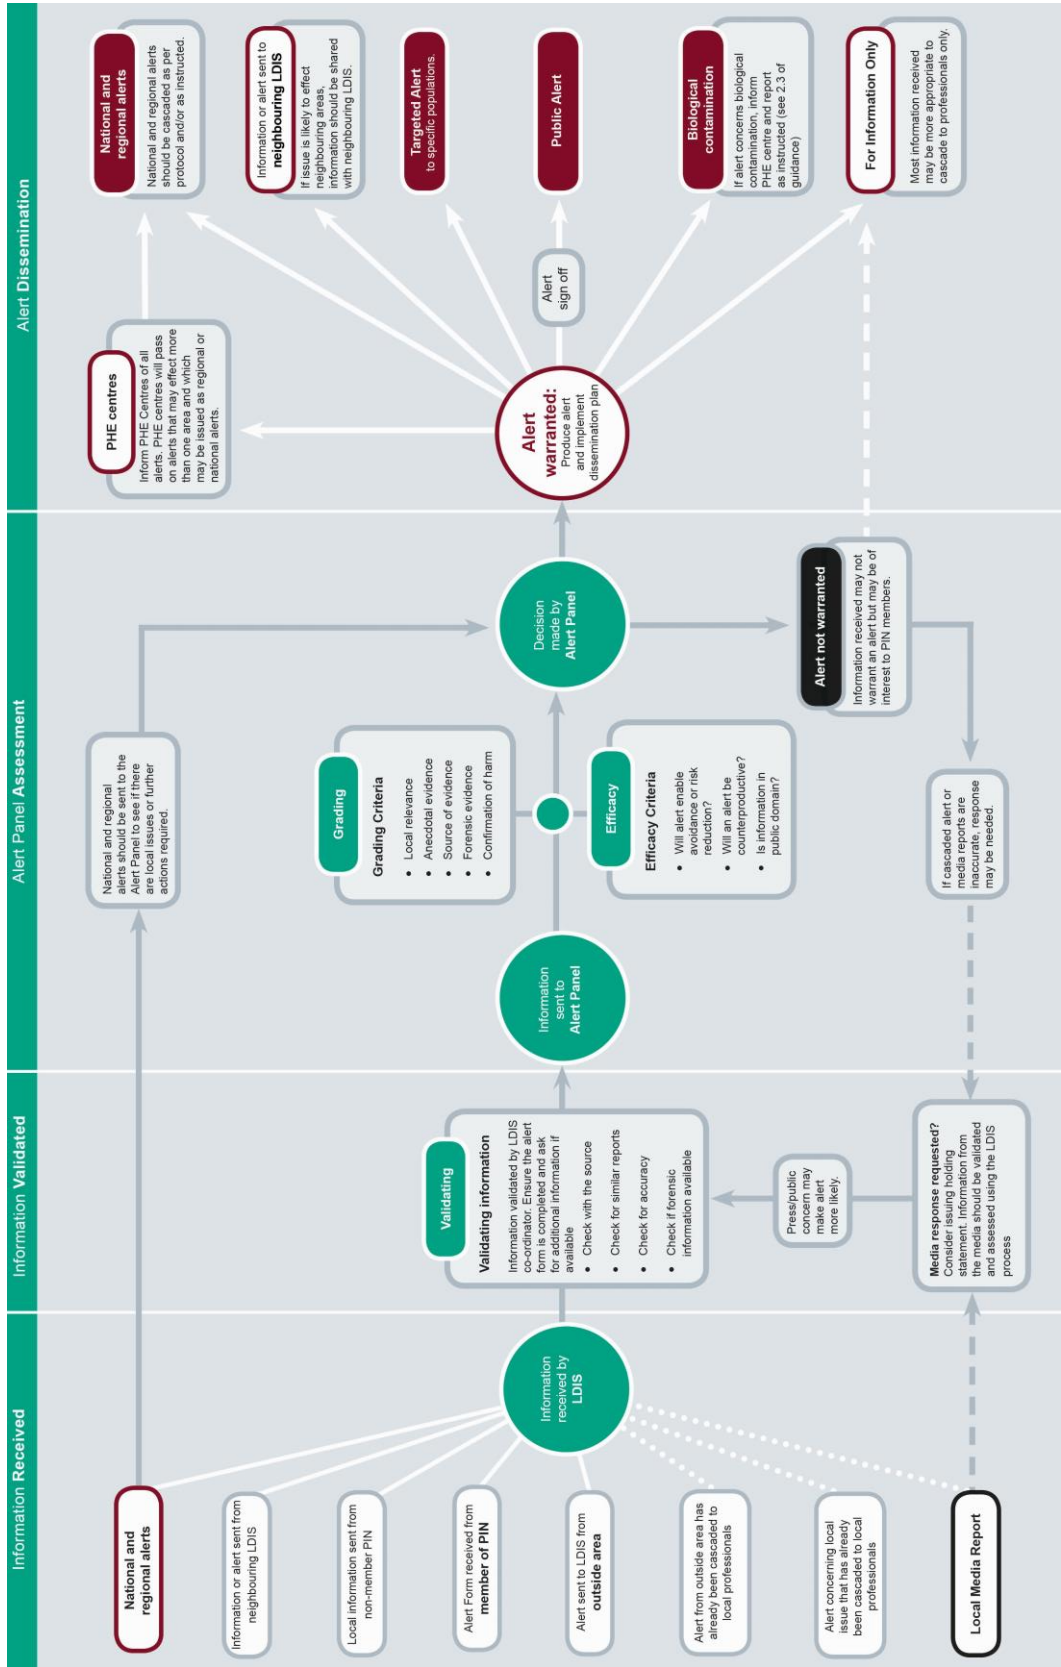 Information Received
National and
regional alerts
Information or alert sent from
neighbouring LDIS
Local information sent from
non-member PIN
Alert Form received from
member of PIN
Alert sent to LDIS from
outside area
Alert from outside area has
already been cascaded to
local professionals
Alert concerning local
issue that has already
been cascaded to local
professionals
Local Media Report
Information
received by
LDIS
Information Validated
Validating
Validating information
Information validated by LDIS
co-ordinator. Ensure the alert
form is completed and ask
for additional information if
available
• Check with the source
• Check for similar reports
• Check for accuracy
• Check if forensic
information available
Press/public
concern may
make alert
more likely.
Media response requested?
Consider issuing holding
statement. Information from
the media should be validated
and assessed using the LDIS
process
Alert Panel Assessment
National and regional
alerts should be sent to the
Alert Panel to see if there
are local issues or further
actions required.
Information
sent to
Alert Panel
Grading
Grading Criteria
• Local relevance
• Anecdotal evidence
• Source of evidence
• Forensic evidence
• Confirmation of harm
Efficacy
Efficacy Criteria
• Will alert enable
avoidance or risk
reduction?
• Will an alert be
counterproductive?
• Is information in
public domain?
Decision
made by
Alert Panel
Alert not warranted
Information received may not
warrant an alert but may be of
interest to PIN members.
If cascaded alert or
media reports are
inaccurate, response
may be needed.
Alert Dissemination
PHE centres
Inform PHE Centres of all
alerts. PHE centres will pass
on alerts that may effect more
than one area and which
may be issued as regional or
national alerts.
Alert
warranted:
Produce alert
and implement
dissemination plan
Alert
sign off
National and
regional alerts
National and regional alerts
should be cascaded as per
protocol and/or as instructed.
Information or alert sent to
neighbouring LDIS
If issue is likely to effect
neighbouring areas,
information should be shared
with neighbouring LDIS.
Targeted Alert
to specific populations.
Public Alert
Biological
contamination
If alert concerns biological
contamination, inform
PHE centre and report
as instructed (see 2.3 of
guidance)
For Information Only
Most information received
may be more appropriate to
cascade to professionals only.